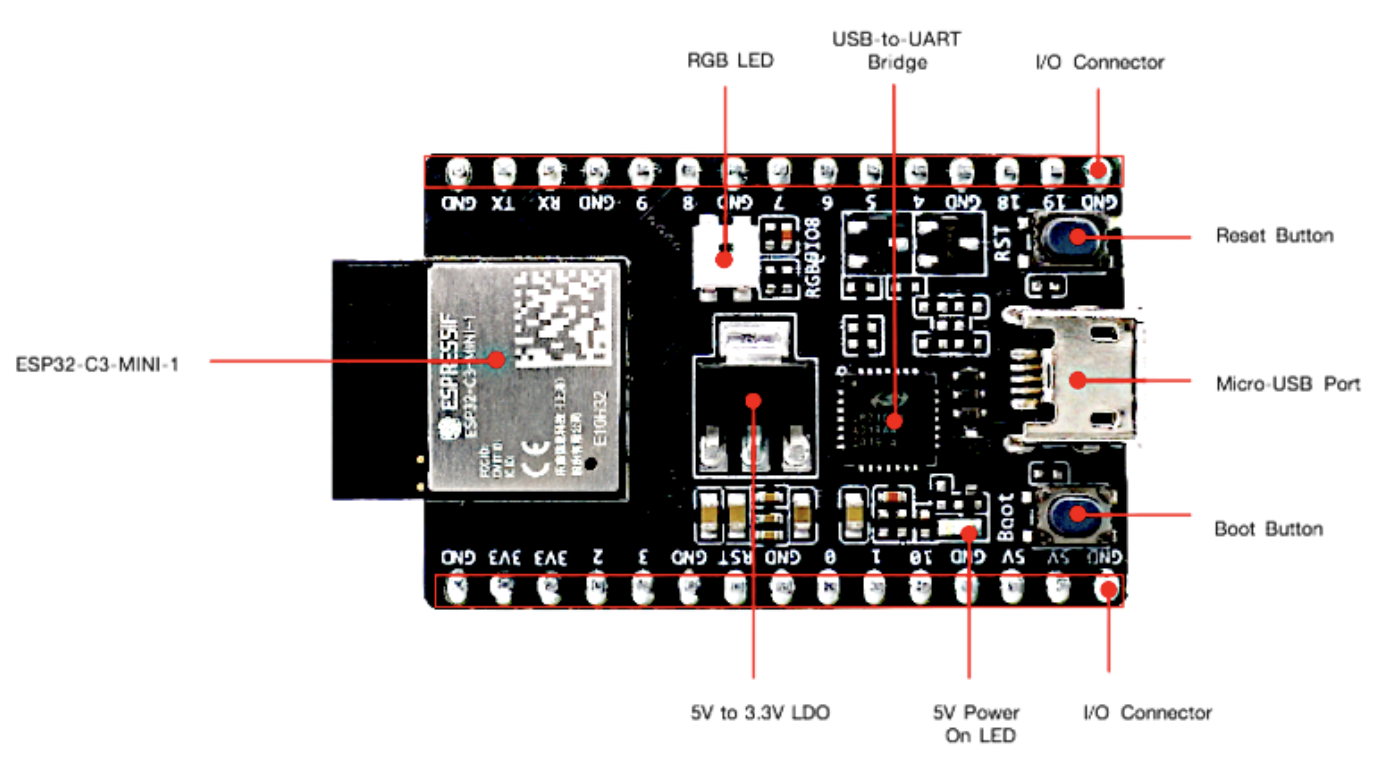 USB-to-UART
Bridge
RGB LED
I/O Connector
GND TX RX GND 9 8 GND 7 6 5 4 GND 18 19 GND
RGB@IO8
RST
Reset Button
ESPRESSIF
ESP32-C3-MINI-1
ESP32-C3-MINI-1
Micro-USB Port
CE
E10H32
Boot
Boot Button
GND 3V3 3V3 2 3 GND RST GND 0 1 10 GND 5V 5V GND
5V to 3.3V LDO
5V Power
On LED
I/O Connector